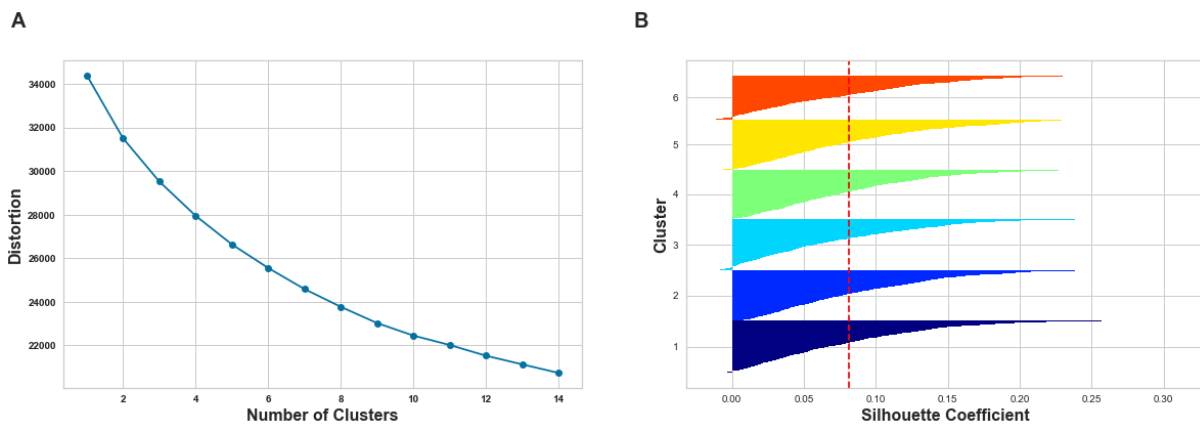 A
B
34000
32000
30000
28000
26000
24000
22000
Distortion
2 4 6 8 10 12 14
Number of Clusters
6
5
4
3
2
1
Cluster
0.00 0.05 0.10 0.15 0.20 0.25 0.30
Silhouette Coefficient